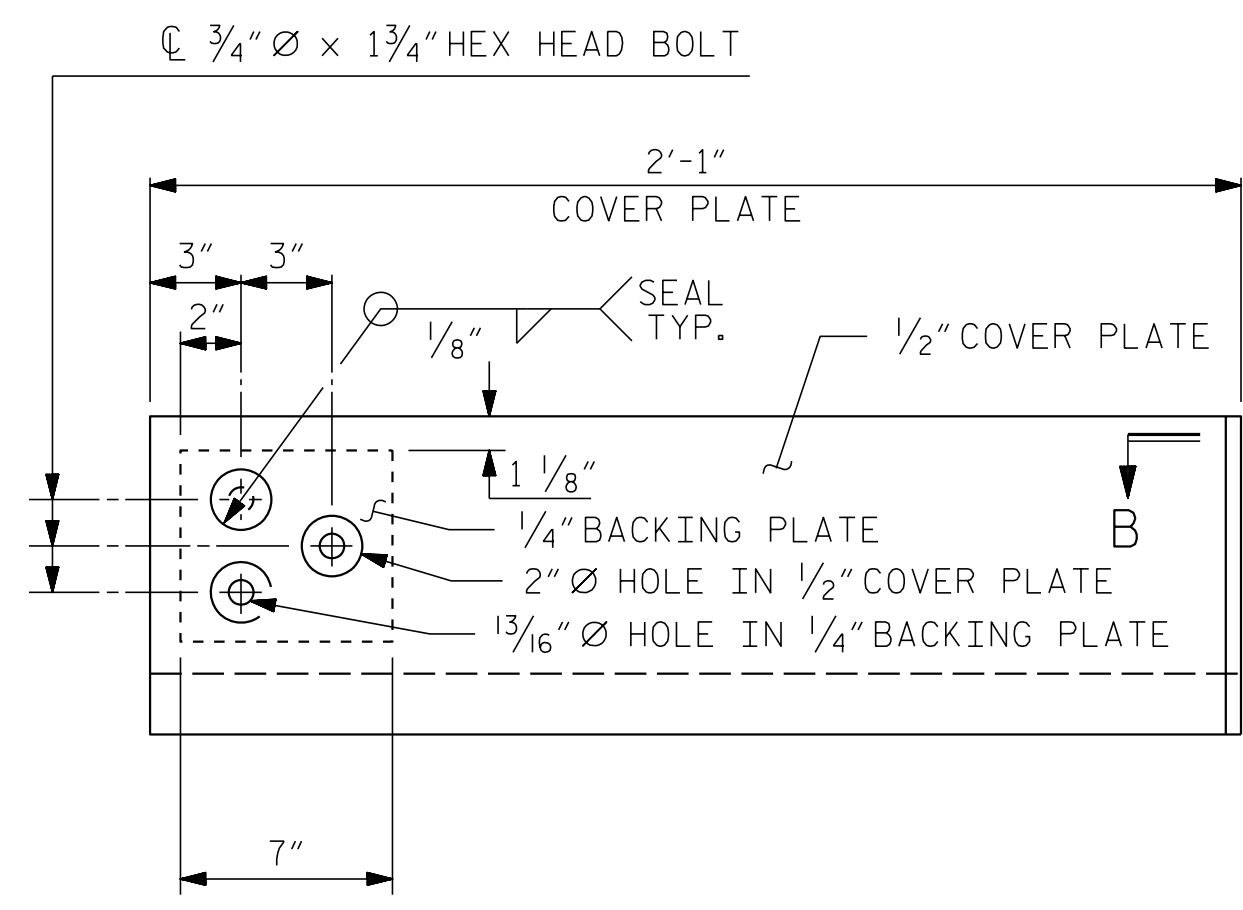 ℄ 3/4"Ø × 1 3/4" HEX HEAD BOLT
2'-1"
COVER PLATE
3" 3"
2"
SEAL
TYP.
1/8"
1/2" COVER PLATE
1 1/8"
1/4" BACKING PLATE
B
2" Ø HOLE IN 1/2" COVER PLATE
13/16" Ø HOLE IN 1/4" BACKING PLATE
7"